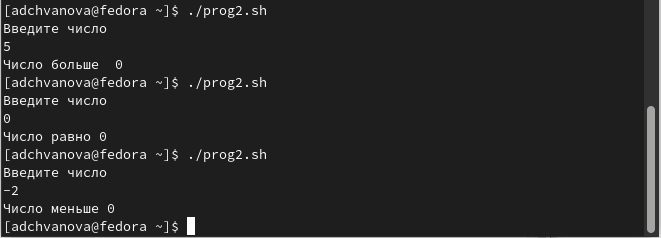 [adchvanova@fedora ~]$ ./prog2.sh
Введите число
5
Число больше  0
[adchvanova@fedora ~]$ ./prog2.sh
Введите число
0
Число равно 0
[adchvanova@fedora ~]$ ./prog2.sh
Введите число
-2
Число меньше 0
[adchvanova@fedora ~]$